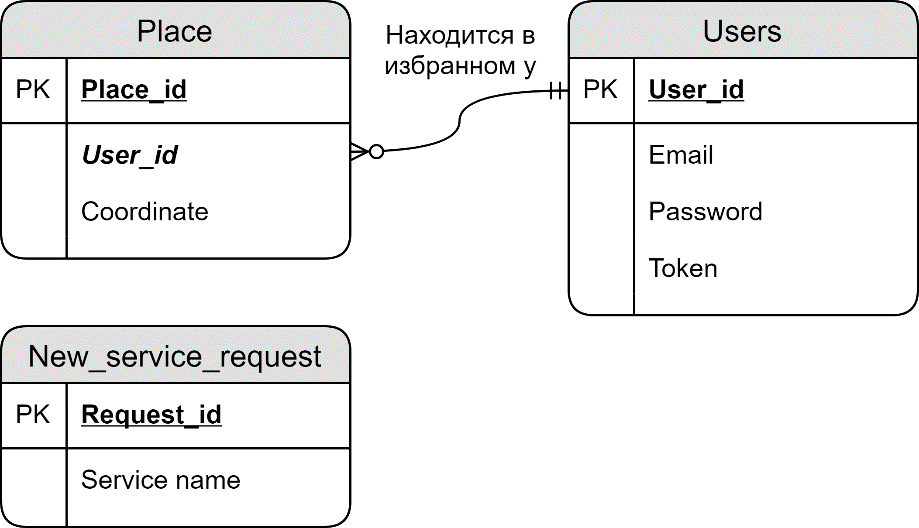 Place
PK Place_id
User_id
Coordinate
Находится в
избранном у
Users
PK User_id
Email
Password
Token
New_service_request
PK Request_id
Service name